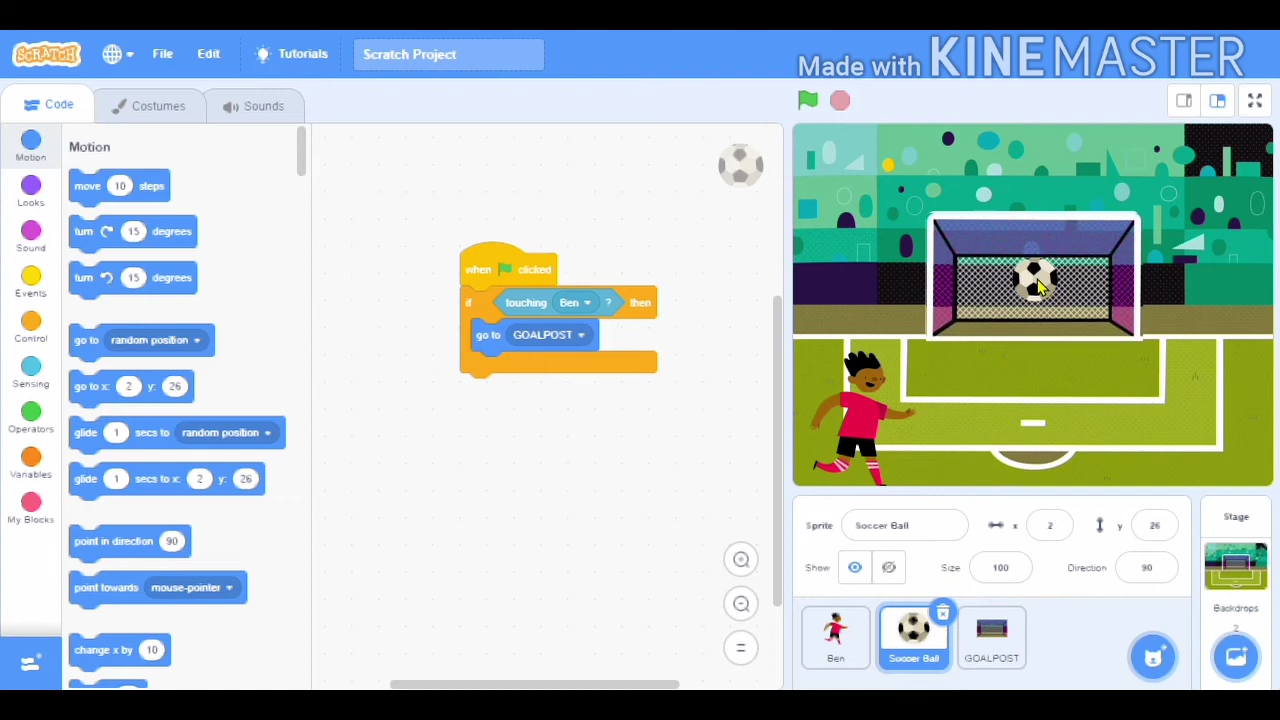 Made with KINEMASTER
SCRATCH File Edit Tutorials Scratch Project
Code Costumes Sounds
Motion
Looks
Sound
Events
Control
Sensing
Operators
Variables
My Blocks
Motion
move 10 steps
turn 15 degrees
turn 15 degrees
go to random position
go to x: 2 y: 26
glide 1 secs to random position
glide 1 secs to x: 2 y: 26
point in direction 90
point towards mouse-pointer
change x by 10
when clicked
if touching Ben ? then
go to GOALPOST
Sprite Soccer Ball x 2 y 26
Show Size 100 Direction 90
Ben
Soccer Ball
GOALPOST
Stage
Backdrops
2